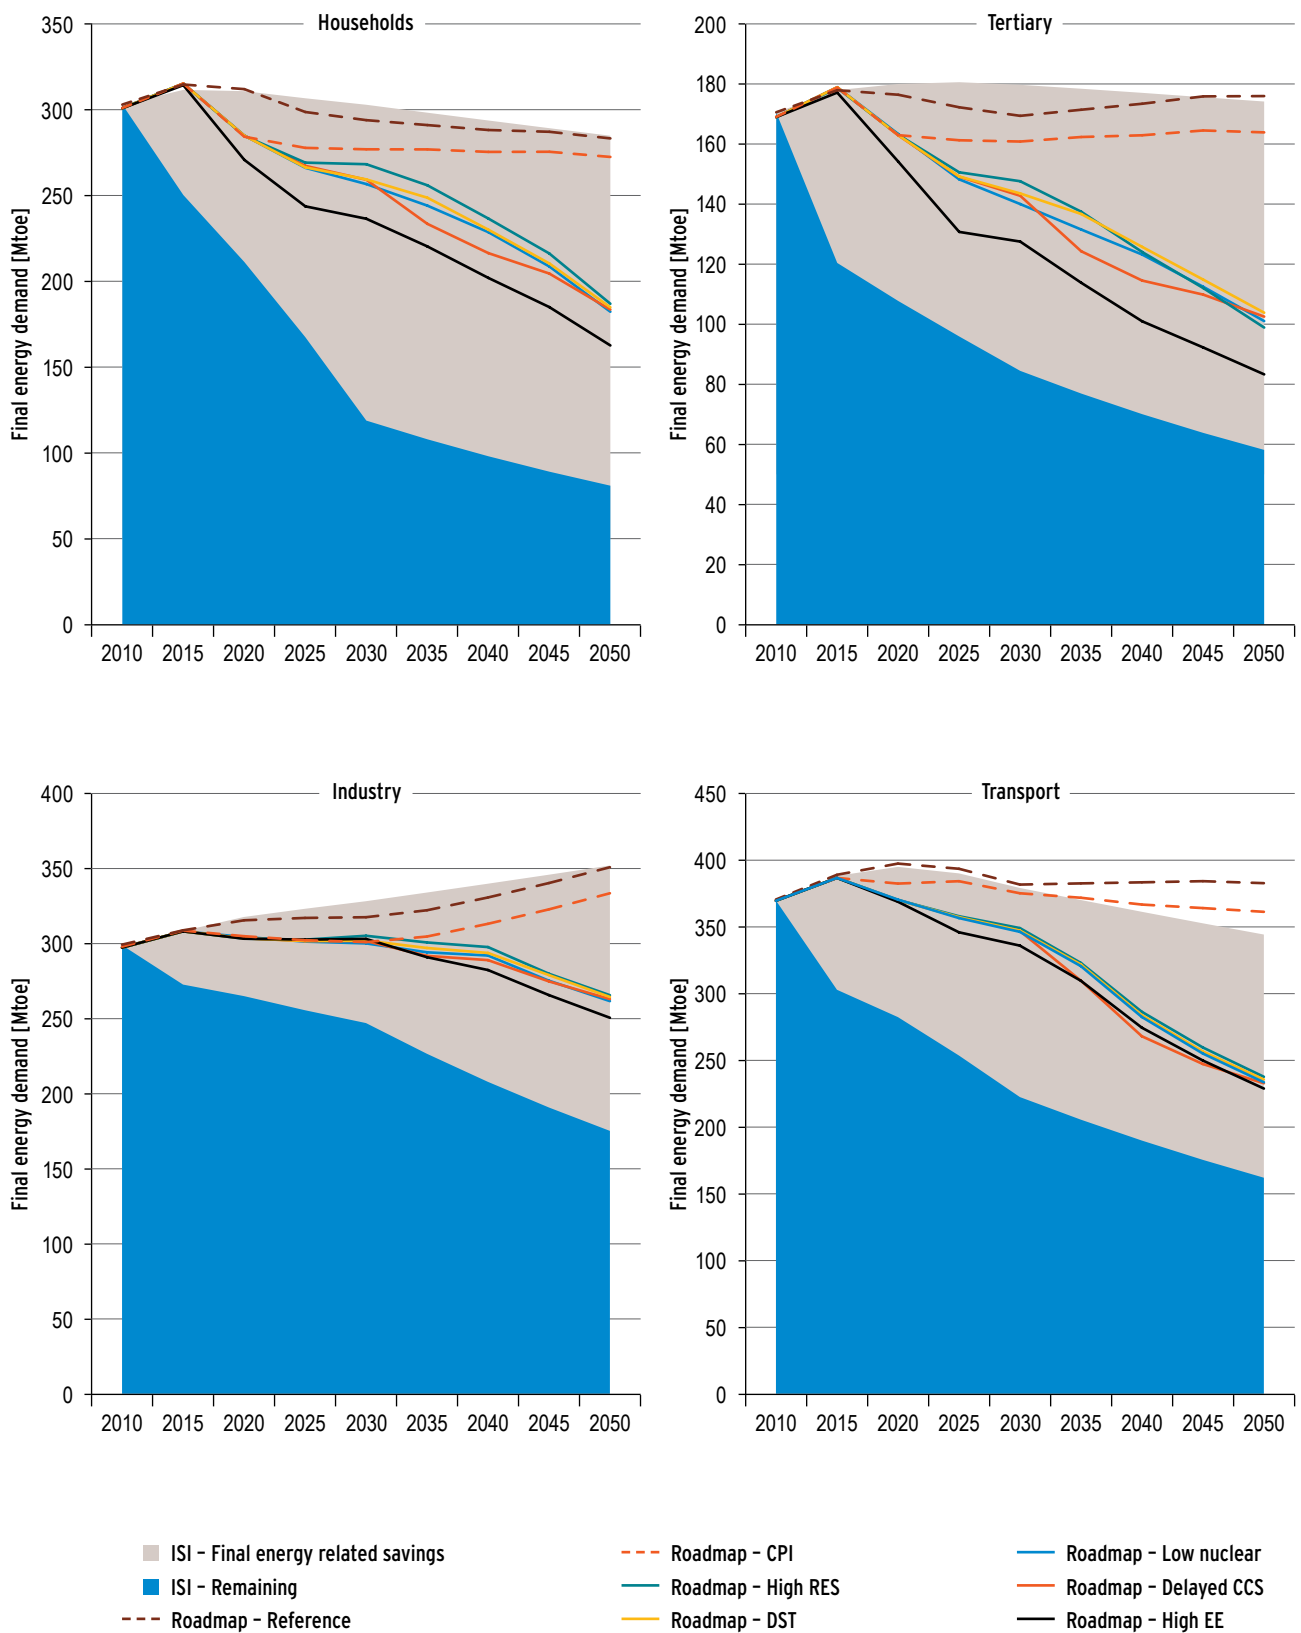 Households
Final energy demand [Mtoe]
350
300
250
200
150
100
50
0
2010 2015 2020 2025 2030 2035 2040 2045 2050
Tertiary
Final energy demand [Mtoe]
200
180
160
140
120
100
80
60
40
20
0
2010 2015 2020 2025 2030 2035 2040 2045 2050
Industry
Final energy demand [Mtoe]
400
350
300
250
200
150
100
50
0
2010 2015 2020 2025 2030 2035 2040 2045 2050
Transport
Final energy demand [Mtoe]
450
400
350
300
250
200
150
100
50
0
2010 2015 2020 2025 2030 2035 2040 2045 2050
ISI – Final energy related savings
ISI – Remaining
Roadmap – Reference
Roadmap – CPI
Roadmap – High RES
Roadmap – DST
Roadmap – Low nuclear
Roadmap – Delayed CCS
Roadmap – High EE